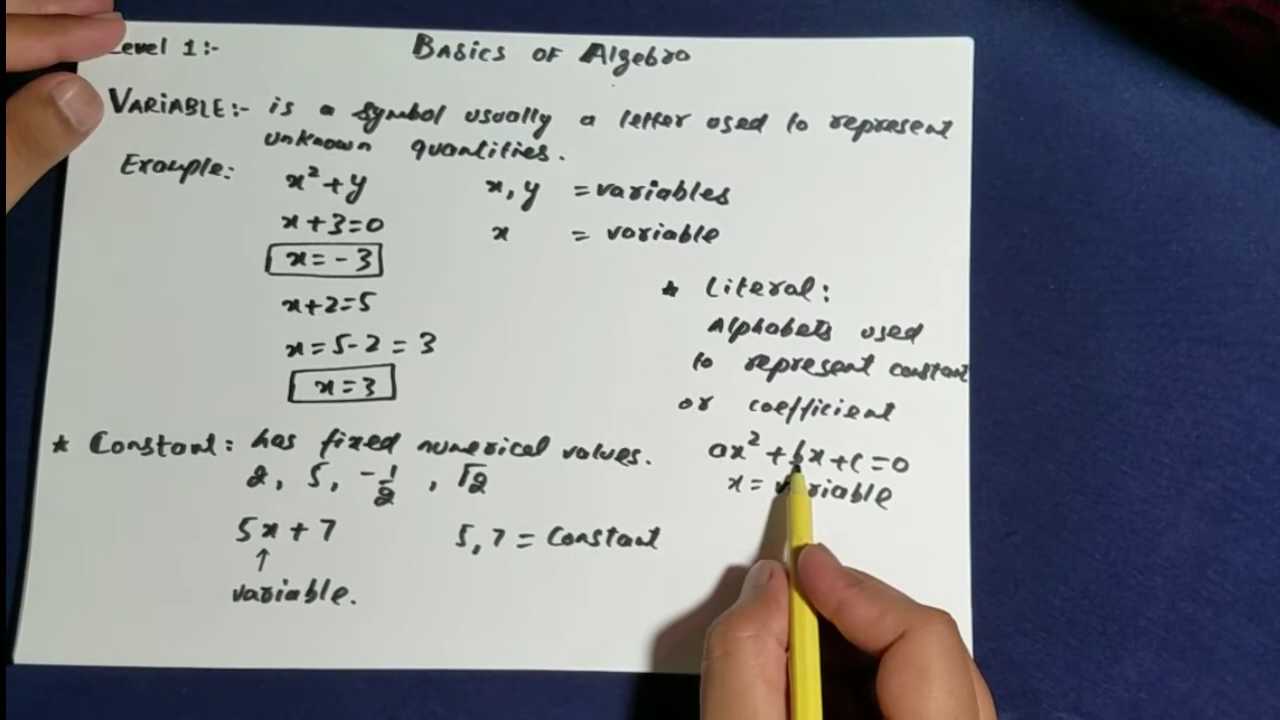 Level 1:-
BASICS OF Algebra
VARIABLE:- is a symbol usually a letter used to represent
unknown quantities.
Example:
x² + y
x, y = variables
x + 3 = 0
x = variable
x = - 3
x + 2 = 5
x = 5 - 2 = 3
x = 3
* Literal:
Alphabets used
to represent constant
or coefficient
ax² + bx + c = 0
x = variable
* Constant: has fixed numerical values.
2, 5, -1/2, √2
5x + 7
5, 7 = Constant
↑
variable.